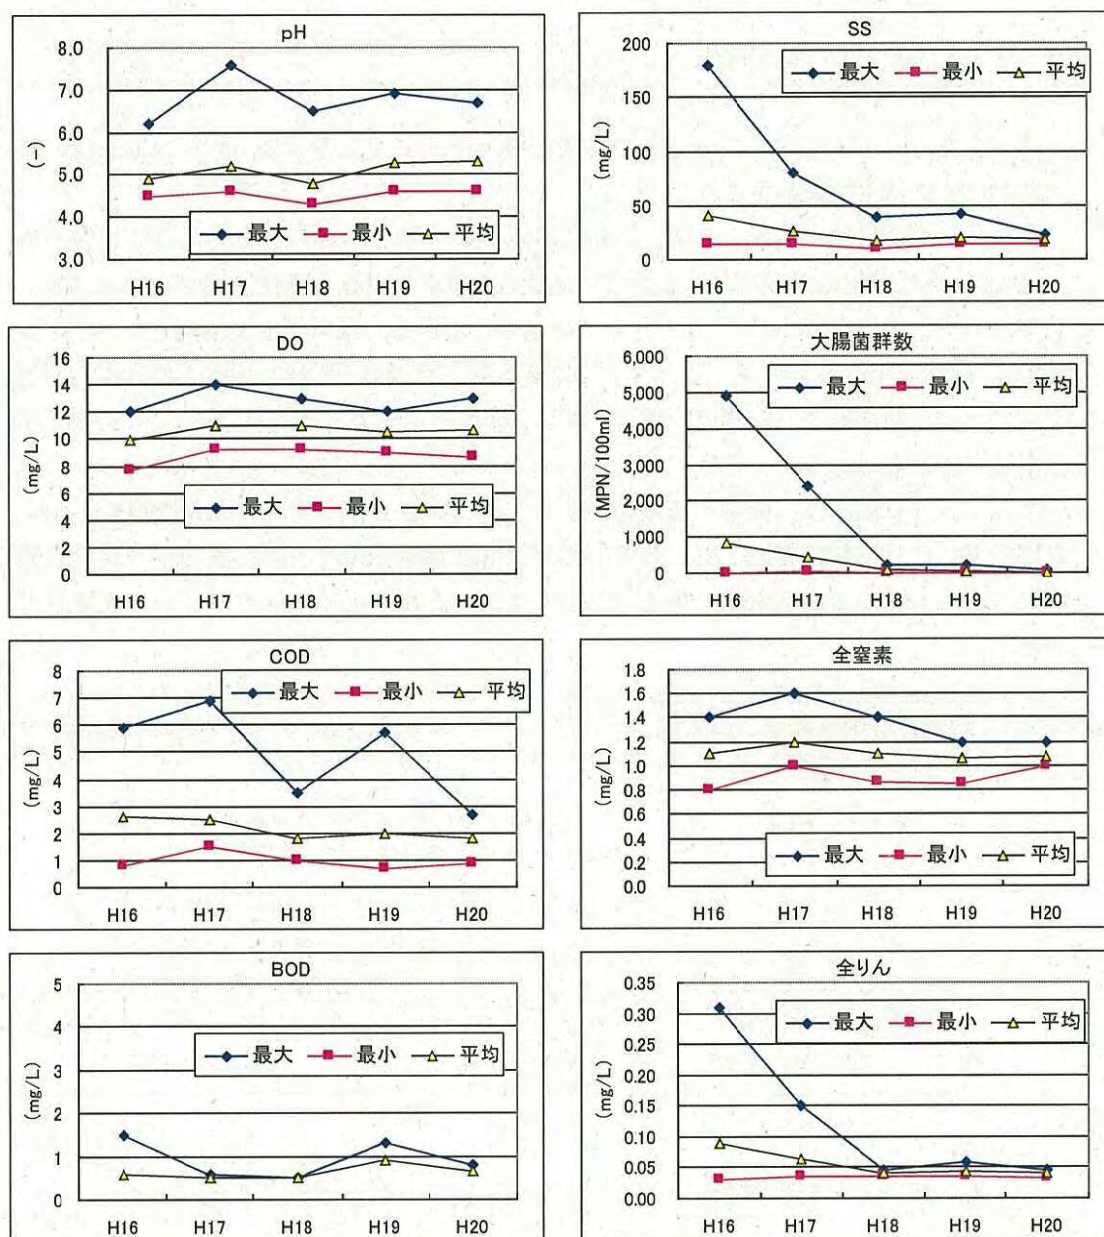 pH
8.0
7.0
6.0
5.0
4.0
3.0
(-)
最大 最小 平均
H16 H17 H18 H19 H20
SS
200
150
100
50
0
(mg/L)
最大 最小 平均
H16 H17 H18 H19 H20
DO
16
14
12
10
8
6
4
2
0
(mg/L)
最大 最小 平均
H16 H17 H18 H19 H20
大腸菌群数
6,000
5,000
4,000
3,000
2,000
1,000
0
(MPN/100ml)
最大 最小 平均
H16 H17 H18 H19 H20
COD
8
7
6
5
4
3
2
1
0
(mg/L)
最大 最小 平均
H16 H17 H18 H19 H20
全窒素
1.8
1.6
1.4
1.2
1.0
0.8
0.6
0.4
0.2
0.0
(mg/L)
最大 最小 平均
H16 H17 H18 H19 H20
BOD
5
4
3
2
1
0
(mg/L)
最大 最小 平均
H16 H17 H18 H19 H20
全りん
0.35
0.30
0.25
0.20
0.15
0.10
0.05
0.00
(mg/L)
最大 最小 平均
H16 H17 H18 H19 H20